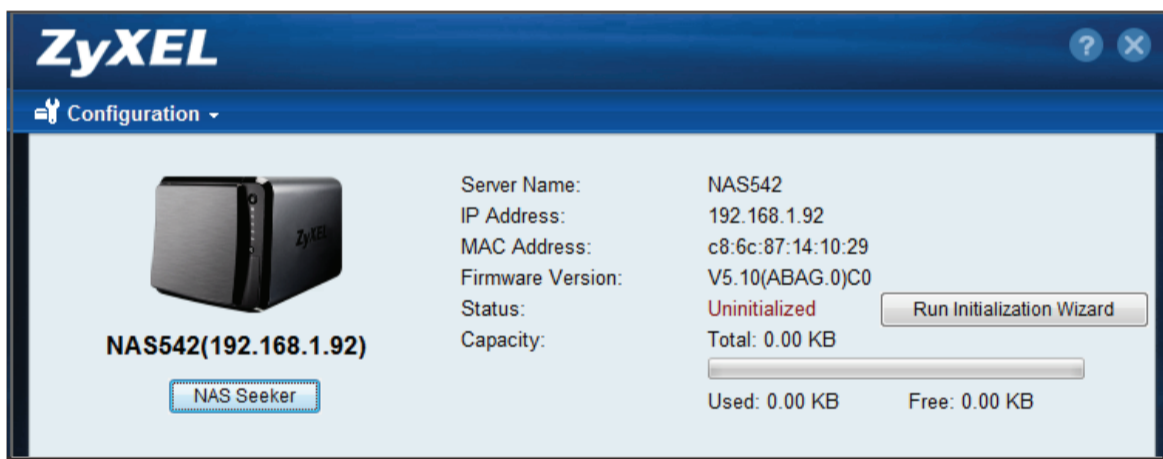 ZyXEL
Configuration
ZyXEL
NAS542(192.168.1.92)
NAS Seeker
Server Name: NAS542
IP Address: 192.168.1.92
MAC Address: c8:6c:87:14:10:29
Firmware Version: V5.10(ABAG.0)C0
Status: Uninitialized Run Initialization Wizard
Capacity: Total: 0.00 KB
Used: 0.00 KB Free: 0.00 KB